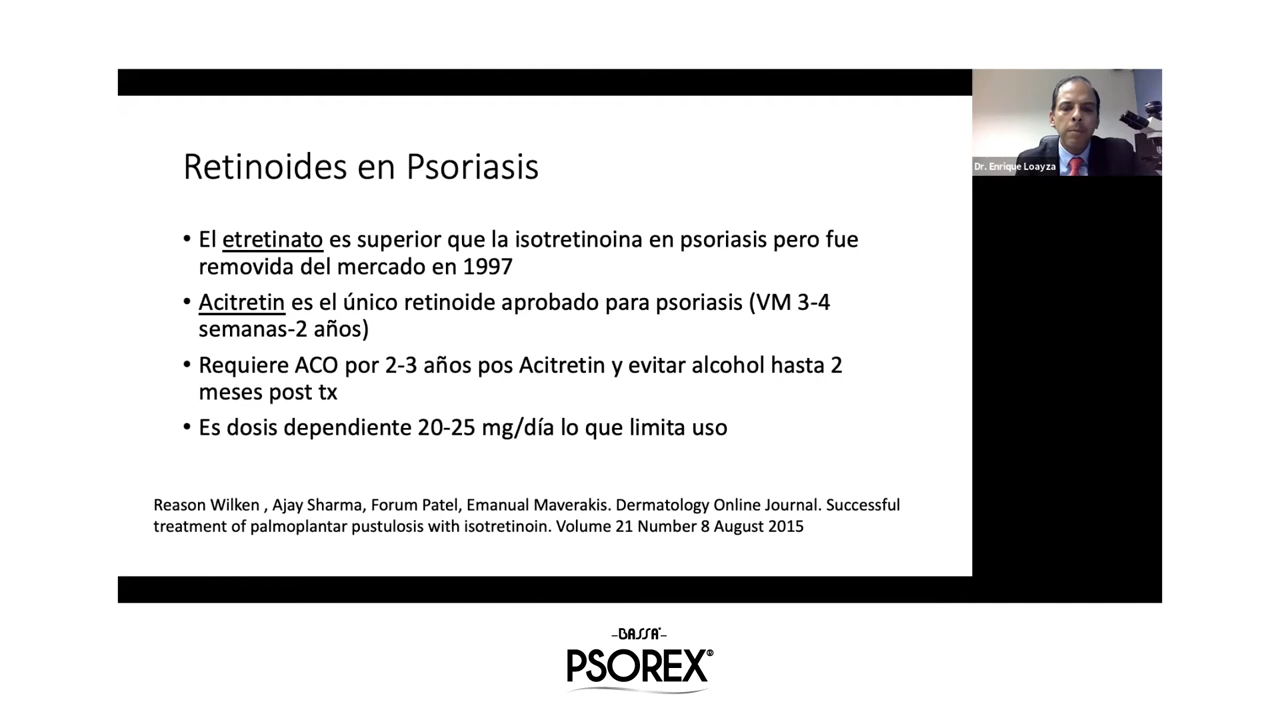 Retinoides en Psoriasis
• El etretinato es superior que la isotretinoina en psoriasis pero fue
removida del mercado en 1997
• Acitretin es el único retinoide aprobado para psoriasis (VM 3-4
semanas-2 años)
• Requiere ACO por 2-3 años pos Acitretin y evitar alcohol hasta 2
meses post tx
• Es dosis dependiente 20-25 mg/día lo que limita uso
Reason Wilken , Ajay Sharma, Forum Patel, Emanual Maverakis. Dermatology Online Journal. Successful
treatment of palmoplantar pustulosis with isotretinoin. Volume 21 Number 8 August 2015
Dr. Enrique Loayza
BASSA
PSOREX®